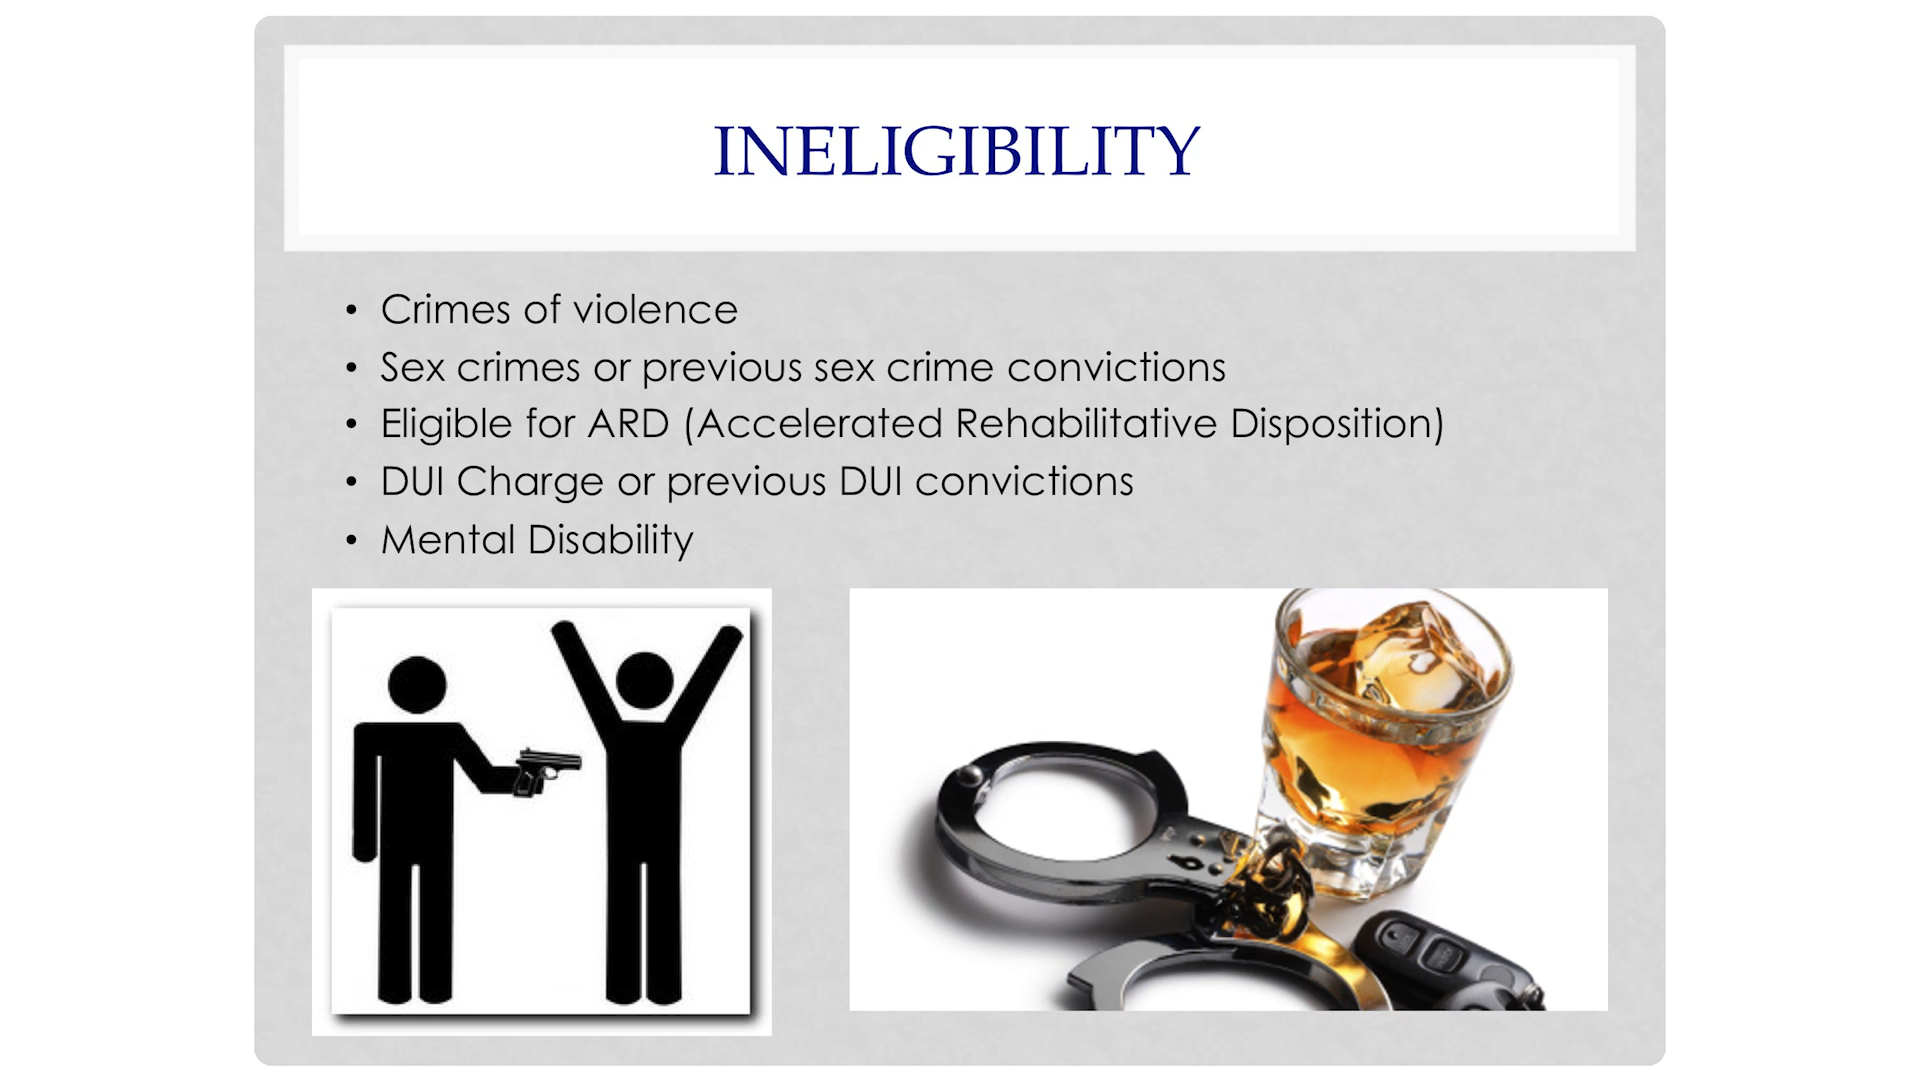 INELIGIBILITY
• Crimes of violence
• Sex crimes or previous sex crime convictions
• Eligible for ARD (Accelerated Rehabilitative Disposition)
• DUI Charge or previous DUI convictions
• Mental Disability